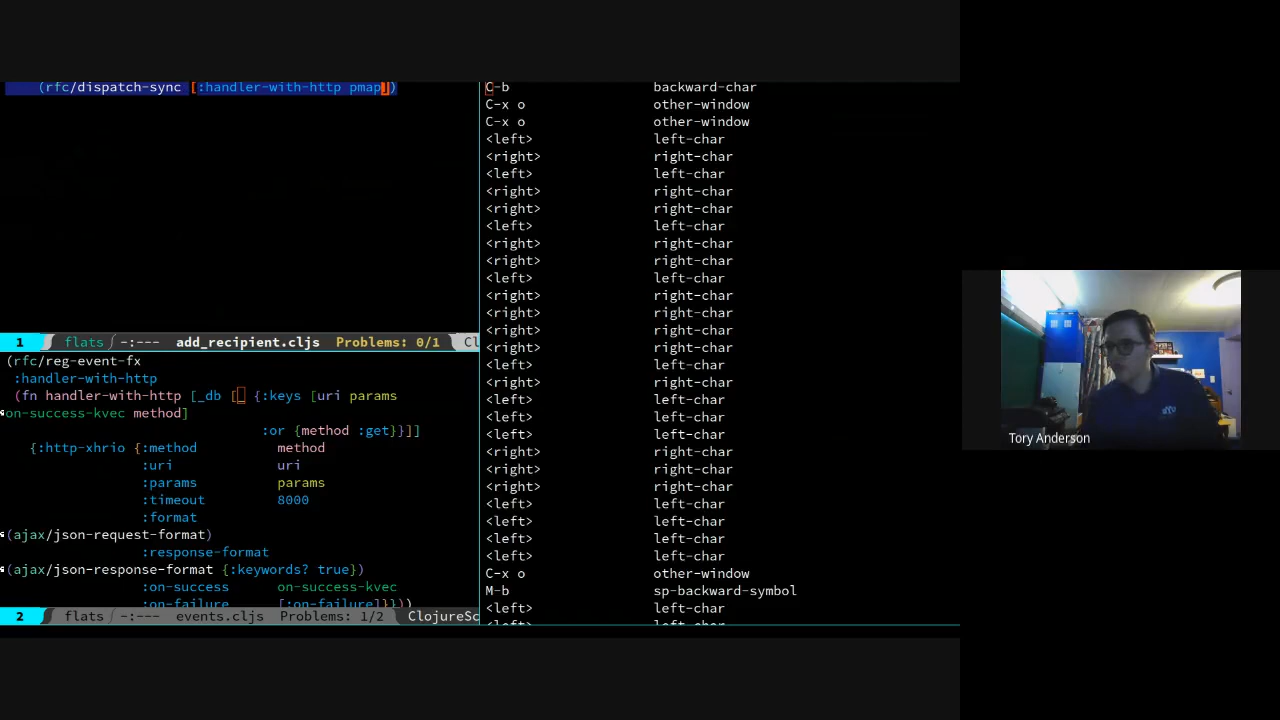 (rfc/dispatch-sync [:handler-with-http pmap])
1 flats -:--- add_recipient.cljs Problems: 0/1 Cl
(rfc/reg-event-fx
:handler-with-http
(fn handler-with-http [_db [_ {:keys [uri params
on-success-kvec method]
:or {method :get}}]]
{:http-xhrio {:method method
:uri uri
:params params
:timeout 8000
:format
(ajax/json-request-format)
:response-format
(ajax/json-response-format {:keywords? true})
:on-success on-success-kvec
:on-failure [:on-failure]}}))
2 flats -:--- events.cljs Problems: 1/2 ClojureSc
C-b backward-char
C-x o other-window
C-x o other-window
<left> left-char
<right> right-char
<left> left-char
<right> right-char
<right> right-char
<left> left-char
<right> right-char
<right> right-char
<left> left-char
<right> right-char
<right> right-char
<right> right-char
<right> right-char
<left> left-char
<right> right-char
<left> left-char
<left> left-char
<left> left-char
<right> right-char
<right> right-char
<right> right-char
<left> left-char
<left> left-char
<left> left-char
<left> left-char
C-x o other-window
M-b sp-backward-symbol
<left> left-char
<left> left-char
Tory Anderson